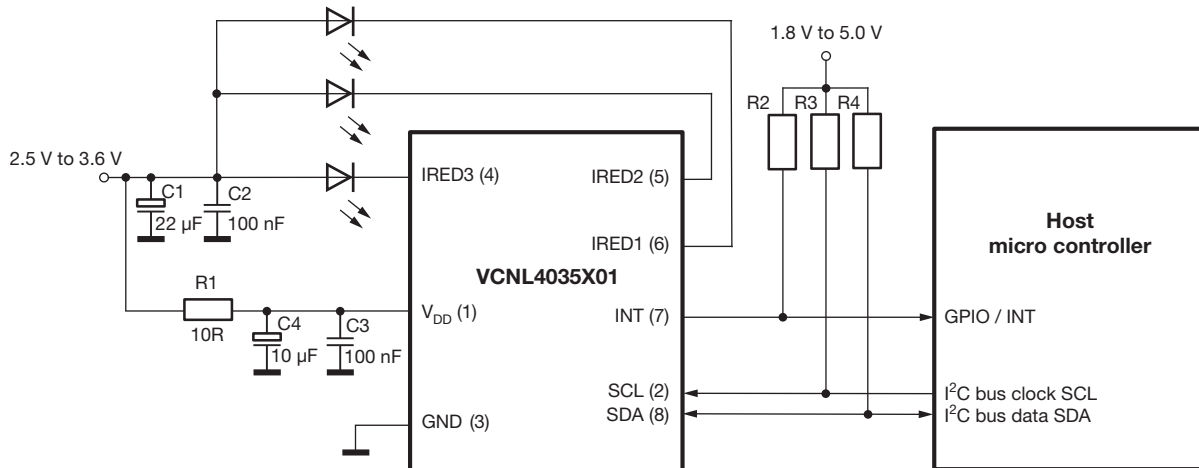 1.8 V to 5.0 V
R2
R3
R4
2.5 V to 3.6 V
C1
22 µF
C2
100 nF
IRED3 (4)
IRED2 (5)
IRED1 (6)
Host
micro controller
VCNL4035X01
R1
10R
C4
10 µF
C3
100 nF
V_DD (1)
INT (7)
GPIO / INT
SCL (2)
SDA (8)
I²C bus clock SCL
I²C bus data SDA
GND (3)